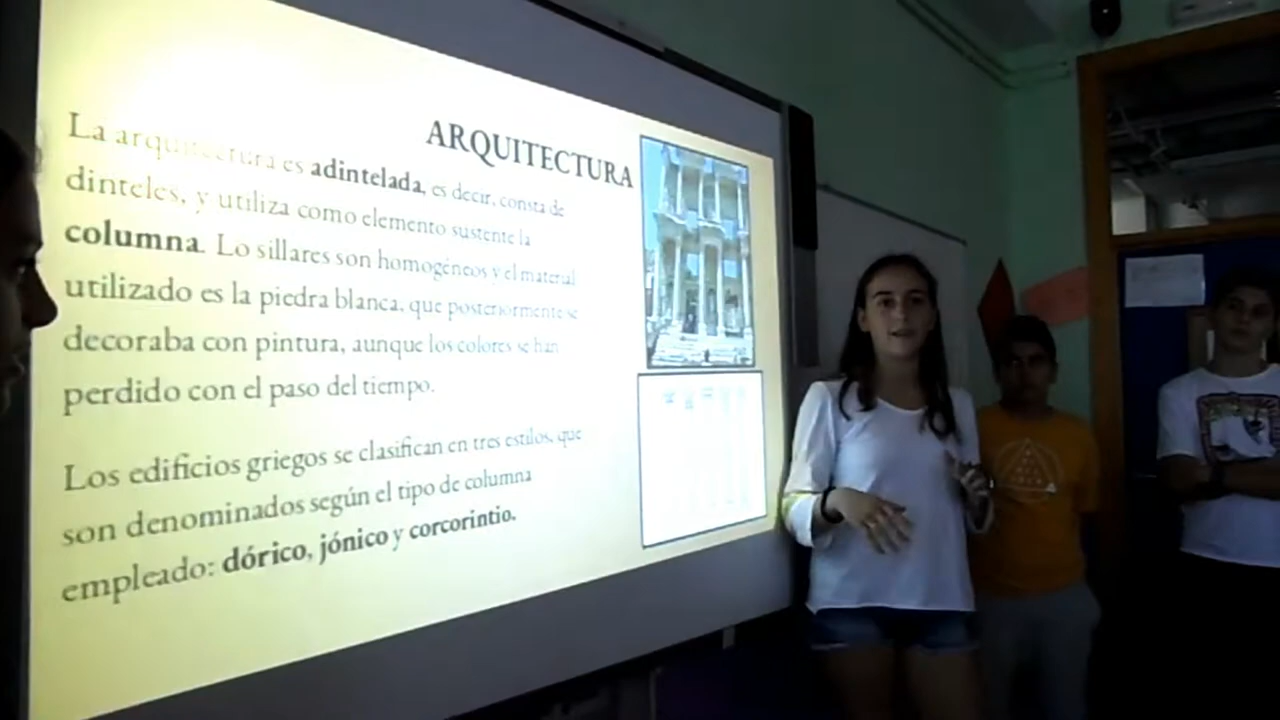 ARQUITECTURA
La arquitectura es adintelada, es decir, consta de
dinteles, y utiliza como elemento sustente la
columna. Lo sillares son homogéneos y el material
utilizado es la piedra blanca, que posteriormente se
decoraba con pintura, aunque los colores se han
perdido con el paso del tiempo.
Los edificios griegos se clasifican en tres estilos, que
son denominados según el tipo de columna
empleado: dórico, jónico y corcorintio.